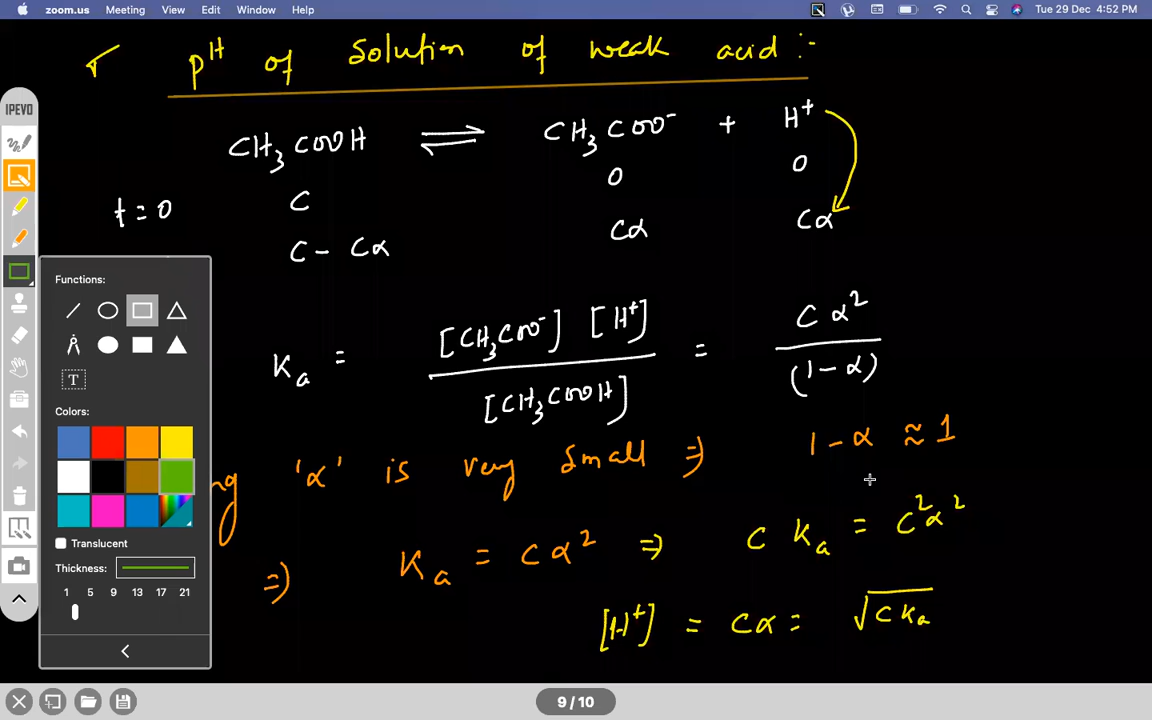 zoom.us Meeting View Edit Window Help Tue 29 Dec 4:52 PM
pH of solution of weak acid :-
IPEVO
CH3COOH ⇌ CH3COO⁻ + H⁺
t = 0 C 0 0
C - Cα Cα Cα
Functions:
T
Ka = [CH3COO⁻] [H⁺] / [CH3COOH] = Cα² / (1-α)
Colors:
ng 'α' is very small ⇒ 1-α ≈ 1
Translucent
⇒ Ka = Cα² ⇒ C Ka = C²α²
Thickness:
1 5 9 13 17 21
[H⁺] = Cα = √C Ka
9 / 10